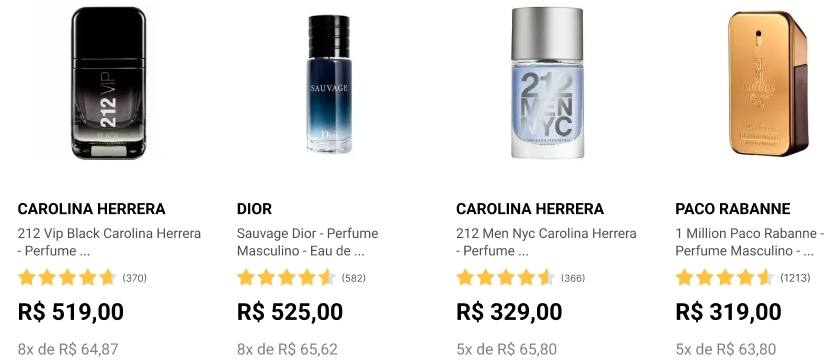 212 VIP
BLACK
SAUVAGE
D
212
MEN
NYC
CAROLINA HERRERA
CAROLINA HERRERA
212 Vip Black Carolina Herrera
- Perfume ...
(370)
R$ 519,00
8x de R$ 64,87
DIOR
Sauvage Dior - Perfume
Masculino - Eau de ...
(582)
R$ 525,00
8x de R$ 65,62
CAROLINA HERRERA
212 Men Nyc Carolina Herrera
- Perfume ...
(366)
R$ 329,00
5x de R$ 65,80
PACO RABANNE
1 Million Paco Rabanne -
Perfume Masculino - ...
(1213)
R$ 319,00
5x de R$ 63,80